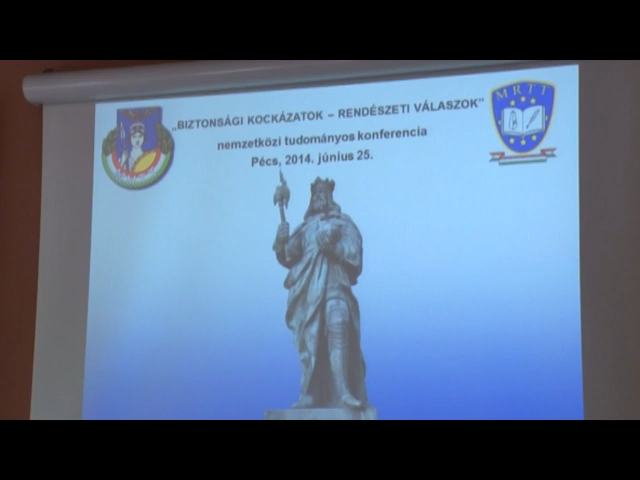 „BIZTONSÁGI KOCKÁZATOK – RENDÉSZETI VÁLASZOK”
nemzetközi tudományos konferencia
Pécs, 2014. június 25.
MRTT